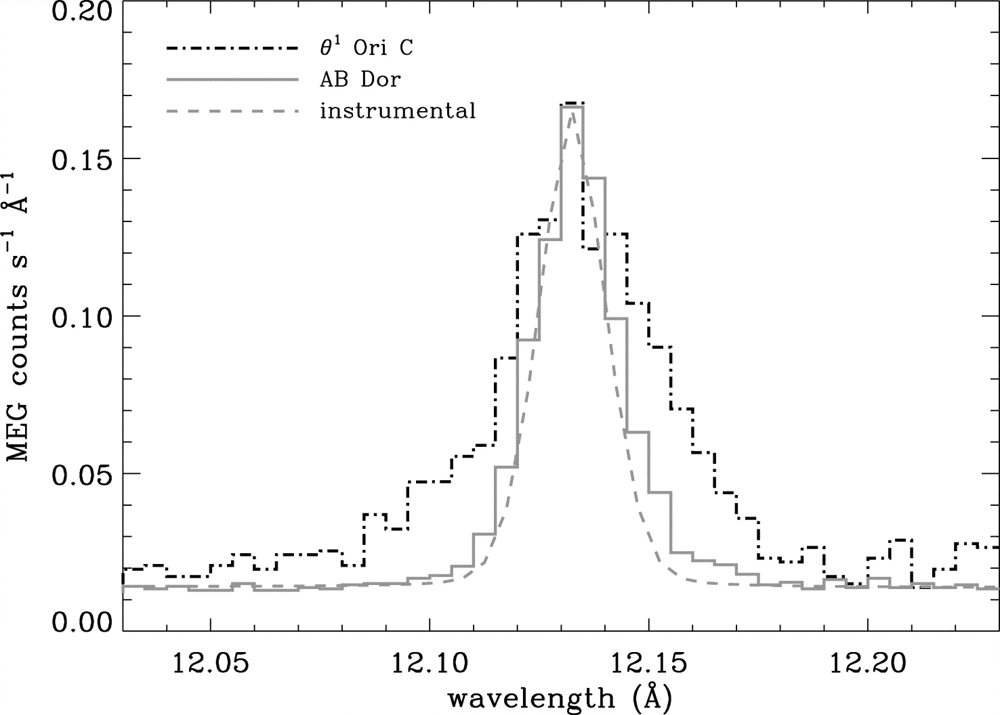 0.20
θ¹ Ori C
AB Dor
instrumental
0.15
0.10
0.05
0.00
MEG counts s⁻¹ Å⁻¹
12.05 12.10 12.15 12.20
wavelength (Å)